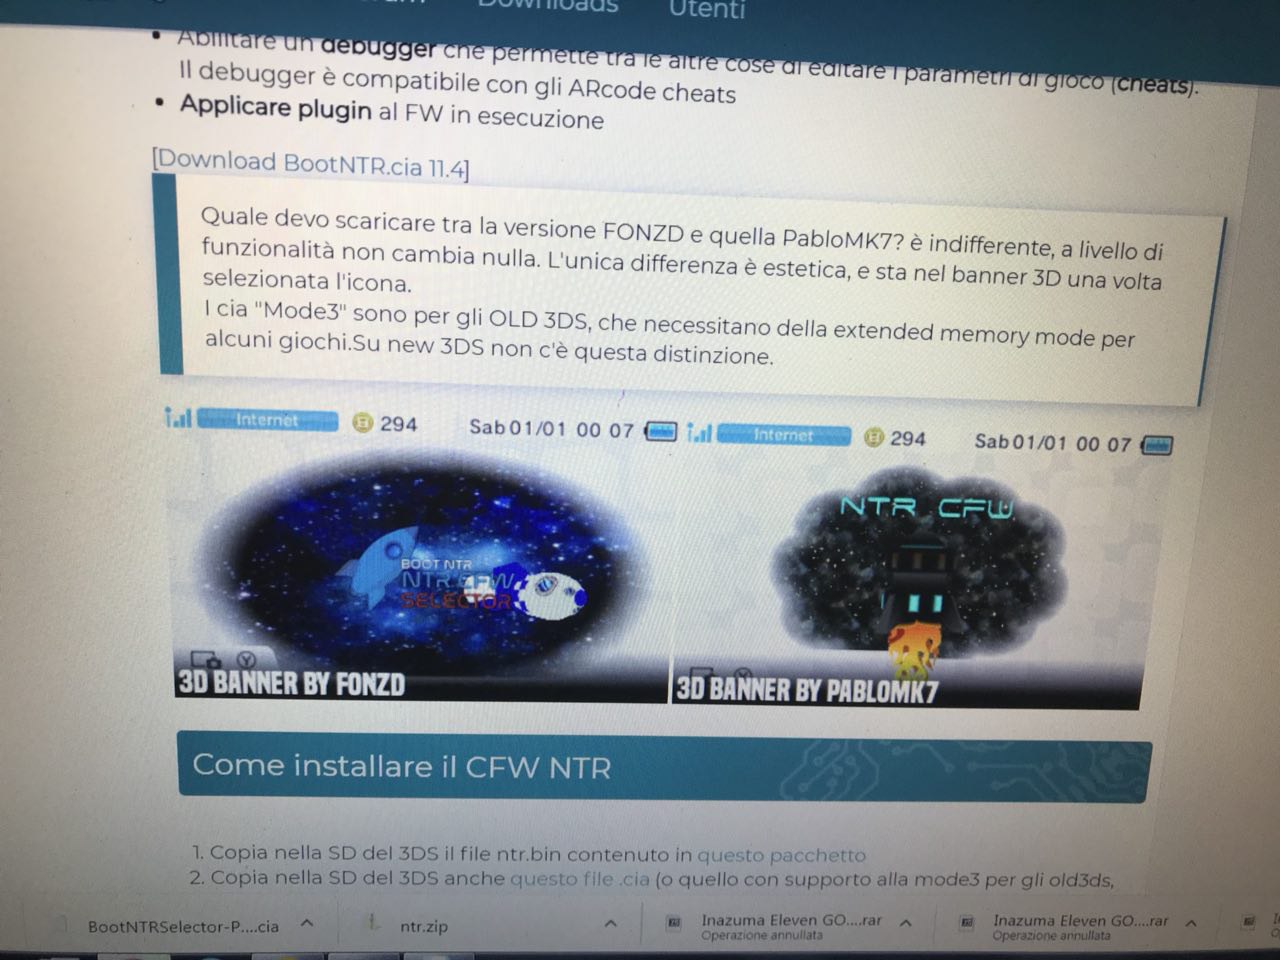 Downloads
Utenti
Abilitare un debugger che permette tra le altre cose di editare i parametri di gioco (cheats).
Il debugger è compatibile con gli ARcode cheats
• Applicare plugin al FW in esecuzione
[Download BootNTR.cia 11.4]
Quale devo scaricare tra la versione FONZD e quella PabloMK7? è indifferente, a livello di
funzionalità non cambia nulla. L'unica differenza è estetica, e sta nel banner 3D una volta
selezionata l'icona.
I cia "Mode3" sono per gli OLD 3DS, che necessitano della extended memory mode per
alcuni giochi.Su new 3DS non c'è questa distinzione.
Internet 294 Sab 01/01 00 07
Internet 294 Sab 01/01 00 07
BOOT NTR
NTR CFW
SELECTOR
Y
3D BANNER BY FONZD
NTR CFW
3D BANNER BY PABLOMK7
Come installare il CFW NTR
1. Copia nella SD del 3DS il file ntr.bin contenuto in questo pacchetto
2. Copia nella SD del 3DS anche questo file .cia (o quello con supporto alla mode3 per gli old3ds,
BootNTRSelector-P....cia
ntr.zip
Inazuma Eleven GO....rar
Operazione annullata
Inazuma Eleven GO....rar
Operazione annullata